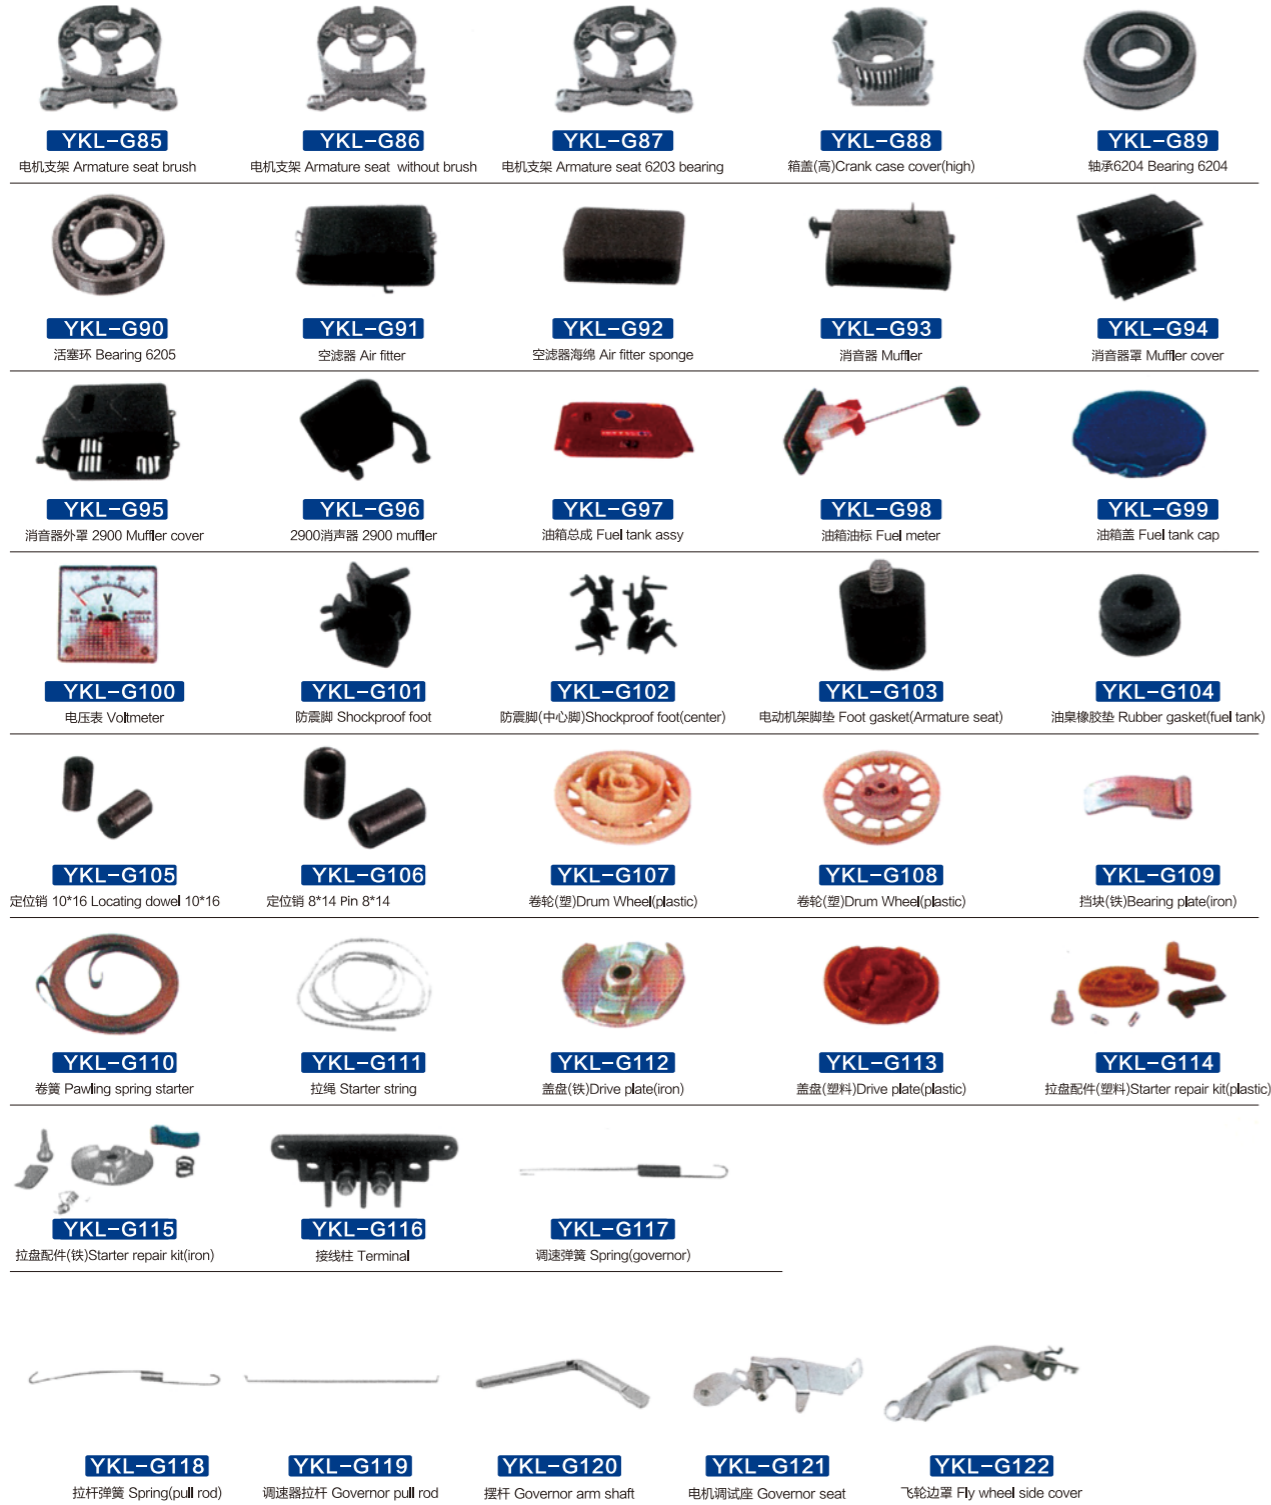 YKL-G85 YKL-G86 YKL-G87 YKL-G88 YKL-G89
电机支架 Armature seat brush 电机支架 Armature seat without brush 电机支架 Armature seat 6203 bearing 箱盖(高)Crank case cover(high) 轴承6204 Bearing 6204
YKL-G90 YKL-G91 YKL-G92 YKL-G93 YKL-G94
活塞环 Bearing 6205 空滤器 Air fitter 空滤器海绵 Air fitter sponge 消音器 Muffler 消音器罩 Muffler cover
YKL-G95 YKL-G96 YKL-G97 YKL-G98 YKL-G99
消音器外罩 2900 Muffler cover 2900消声器 2900 muffler 油箱总成 Fuel tank assy 油箱油标 Fuel meter 油箱盖 Fuel tank cap
V
YKL-G100 YKL-G101 YKL-G102 YKL-G103 YKL-G104
电压表 Voltmeter 防震脚 Shockproof foot 防震脚(中心脚)Shockproof foot(center) 电动机架脚垫 Foot gasket(Armature seat) 油臬橡胶垫 Rubber gasket(fuel tank)
YKL-G105 YKL-G106 YKL-G107 YKL-G108 YKL-G109
定位销 10*16 Locating dowel 10*16 定位销 8*14 Pin 8*14 卷轮(塑)Drum Wheel(plastic) 卷轮(塑)Drum Wheel(plastic) 挡块(铁)Bearing plate(iron)
YKL-G110 YKL-G111 YKL-G112 YKL-G113 YKL-G114
卷簧 Pawling spring starter 拉绳 Starter string 盖盘(铁)Drive plate(iron) 盖盘(塑料)Drive plate(plastic) 拉盘配件(塑料)Starter repair kit(plastic)
YKL-G115 YKL-G116 YKL-G117
拉盘配件(铁)Starter repair kit(iron) 接线柱 Terminal 调速弹簧 Spring(governor)
YKL-G118 YKL-G119 YKL-G120 YKL-G121 YKL-G122
拉杆弹簧 Spring(pull rod) 调速器拉杆 Governor pull rod 摆杆 Governor arm shaft 电机调试座 Governor seat 飞轮边罩 Fly wheel side cover